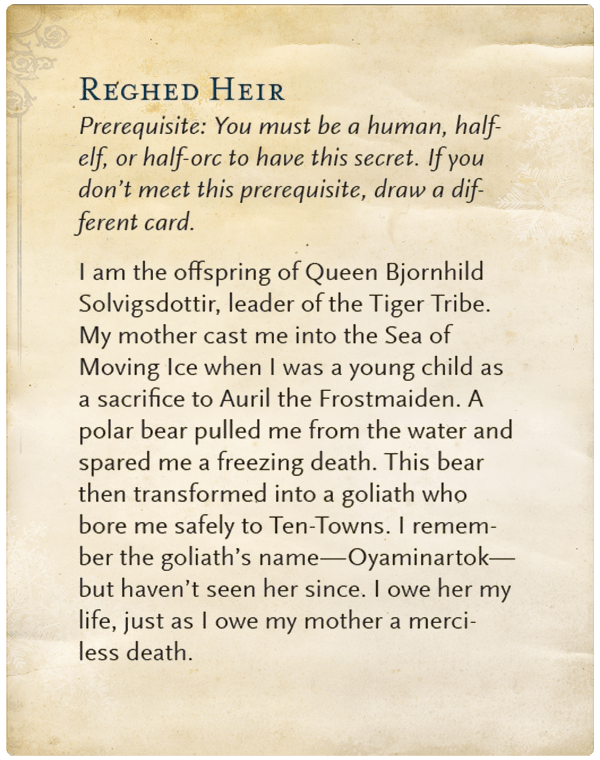 Reghed Heir
Prerequisite: You must be a human, half-
elf, or half-orc to have this secret. If you
don't meet this prerequisite, draw a dif-
ferent card.
I am the offspring of Queen Bjornhild
Solvigsdottir, leader of the Tiger Tribe.
My mother cast me into the Sea of
Moving Ice when I was a young child as
a sacrifice to Auril the Frostmaiden. A
polar bear pulled me from the water and
spared me a freezing death. This bear
then transformed into a goliath who
bore me safely to Ten-Towns. I remem-
ber the goliath's name—Oyaminartok—
but haven't seen her since. I owe her my
life, just as I owe my mother a merci-
less death.